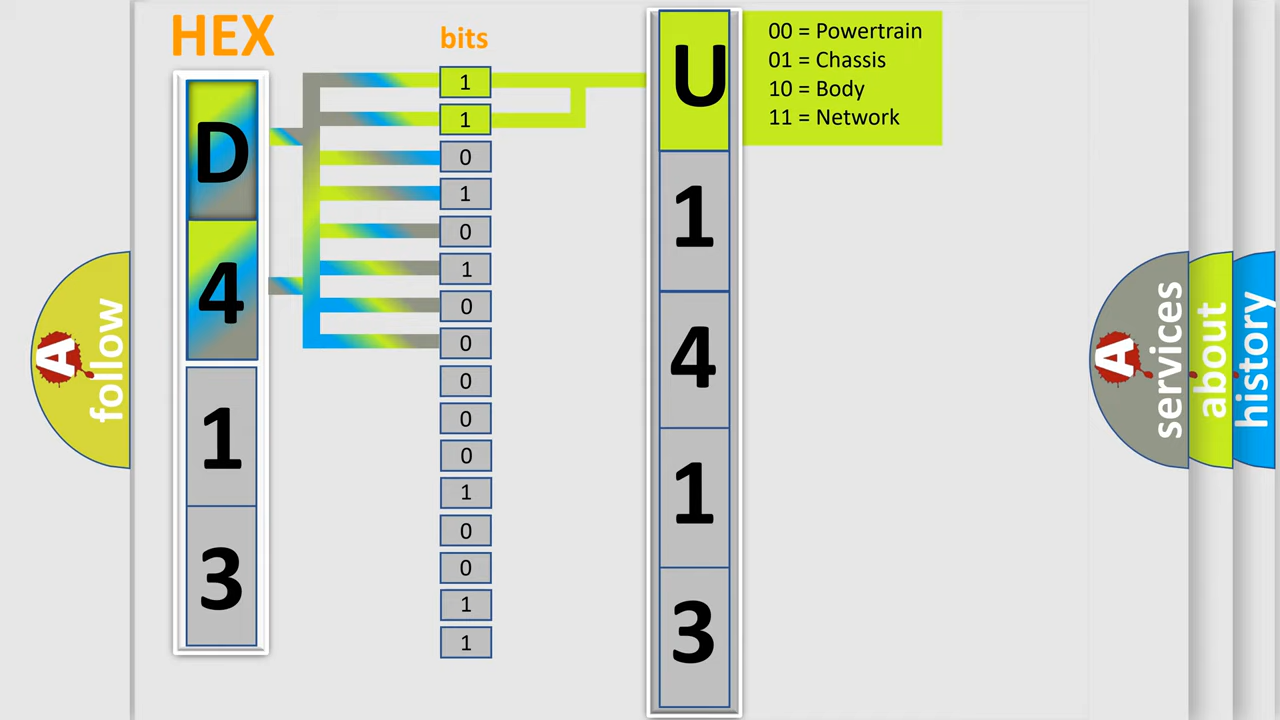 HEX
bits
D
4
1
3
1
1
0
1
0
1
0
0
0
0
0
1
0
0
1
1
U
1
4
1
3
00 = Powertrain
01 = Chassis
10 = Body
11 = Network
A
follow
A
services
about
history